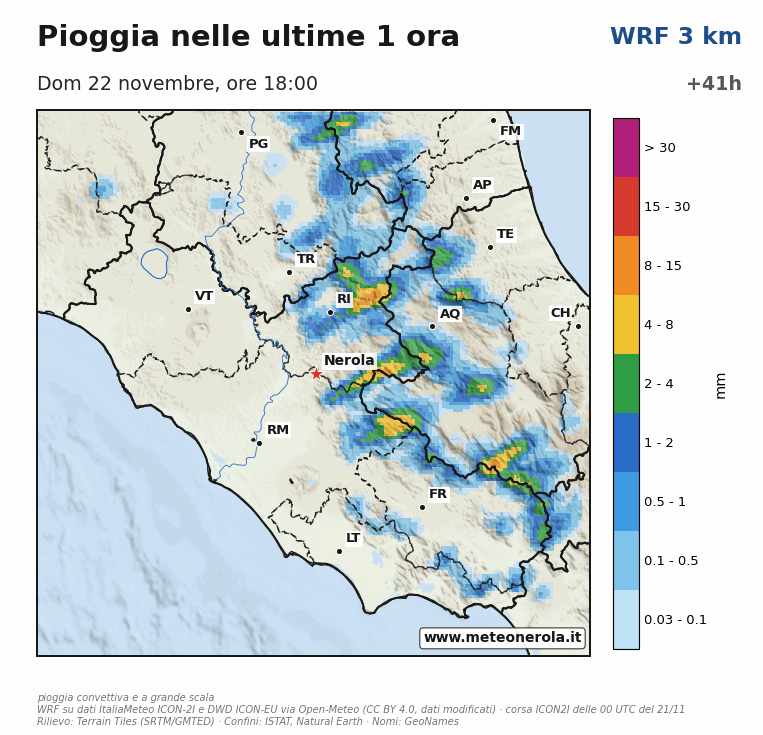 Pioggia nelle ultime 1 ora
WRF 3 km
Dom 22 novembre, ore 18:00
+41h
FM
PG
AP
TE
TR
VT
RI
AQ
CH
Nerola
RM
FR
LT
www.meteonerola.it
> 30
15 - 30
8 - 15
4 - 8
2 - 4
1 - 2
0.5 - 1
0.1 - 0.5
0.03 - 0.1
mm
pioggia convettiva e a grande scala
WRF su dati ItaliaMeteo ICON-2I e DWD ICON-EU via Open-Meteo (CC BY 4.0, dati modificati) · corsa ICON2I delle 00 UTC del 21/11
Rilievo: Terrain Tiles (SRTM/GMTED) · Confini: ISTAT, Natural Earth · Nomi: GeoNames